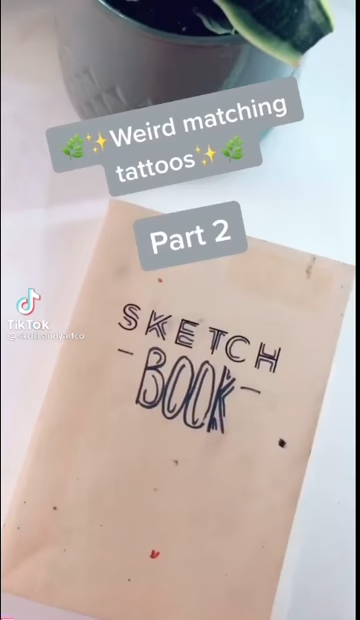 🌿✨Weird matching
tattoos✨🌿
Part 2
TikTok
SKETCH
- BOOK -